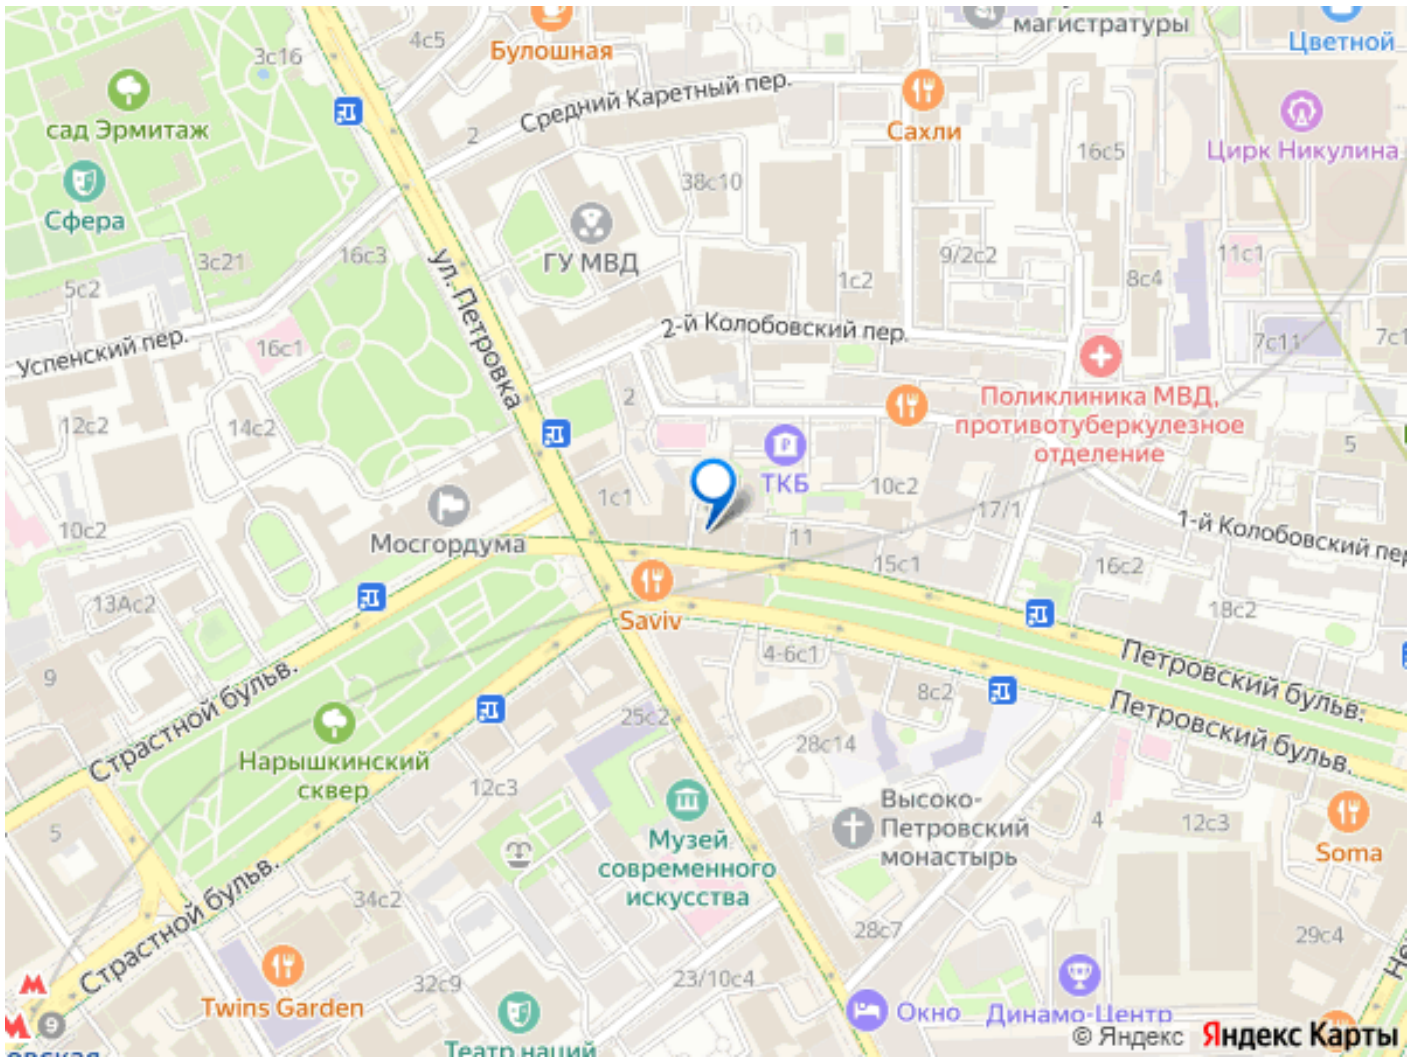 4с5
Булошная
магистратуры
Цветной
3с16
сад Эрмитаж
2
Средний Каретный пер.
Сахли
16с5
Цирк Никулина
38с10
Сфера
3с21
16с3
ГУ МВД
9/2с2
11с1
5с2
1с2
8с4
ул. Петровка
Успенский пер.
16с1
2-й Колобовский пер.
7с11
7с1
2
Поликлиника МВД,
противотуберкулезное
отделение
12с2
14с2
5
ТКБ
10с2
1с1
17/1
1-й Колобовский пер
10с2
Мосгордума
11
15с1
16с2
13Ас2
18с2
Saviv
4-6с1
Петровский бульв.
9
8с2
Петровский бульв.
Страстной бульв.
25с2
28с14
Нарышкинский
сквер
12с3
Высоко-
Петровский
монастырь
4
12с3
5
Музей
современного
искусства
Soma
34с2
Страстной бульв.
28с7
29с4
Twins Garden
32с9
23/10с4
Не
9
Окно
Динамо-Центр
Театр наций
овская
© Яндекс Яндекс Карты